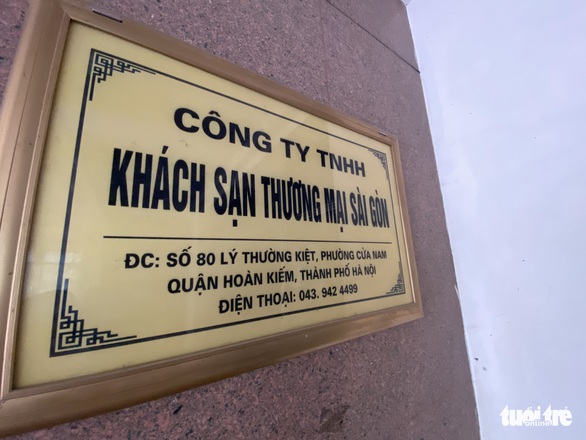 CÔNG TY TNHH
KHÁCH SẠN THƯƠNG MẠI SÀI GÒN
ĐC: SỐ 80 LÝ THƯỜNG KIỆT, PHƯỜNG CỬA NAM
QUẬN HOÀN KIẾM, THÀNH PHỐ HÀ NỘI
ĐIỆN THOẠI: 043. 942 4499
tuổi trẻ
online